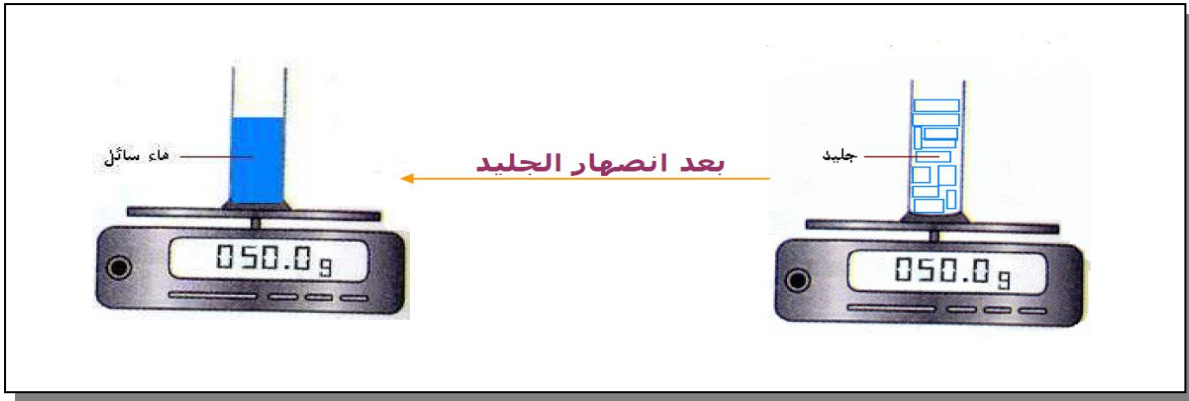 جليد
050.0g
بعد انصهار الجليد
ماء سائل
050.0g